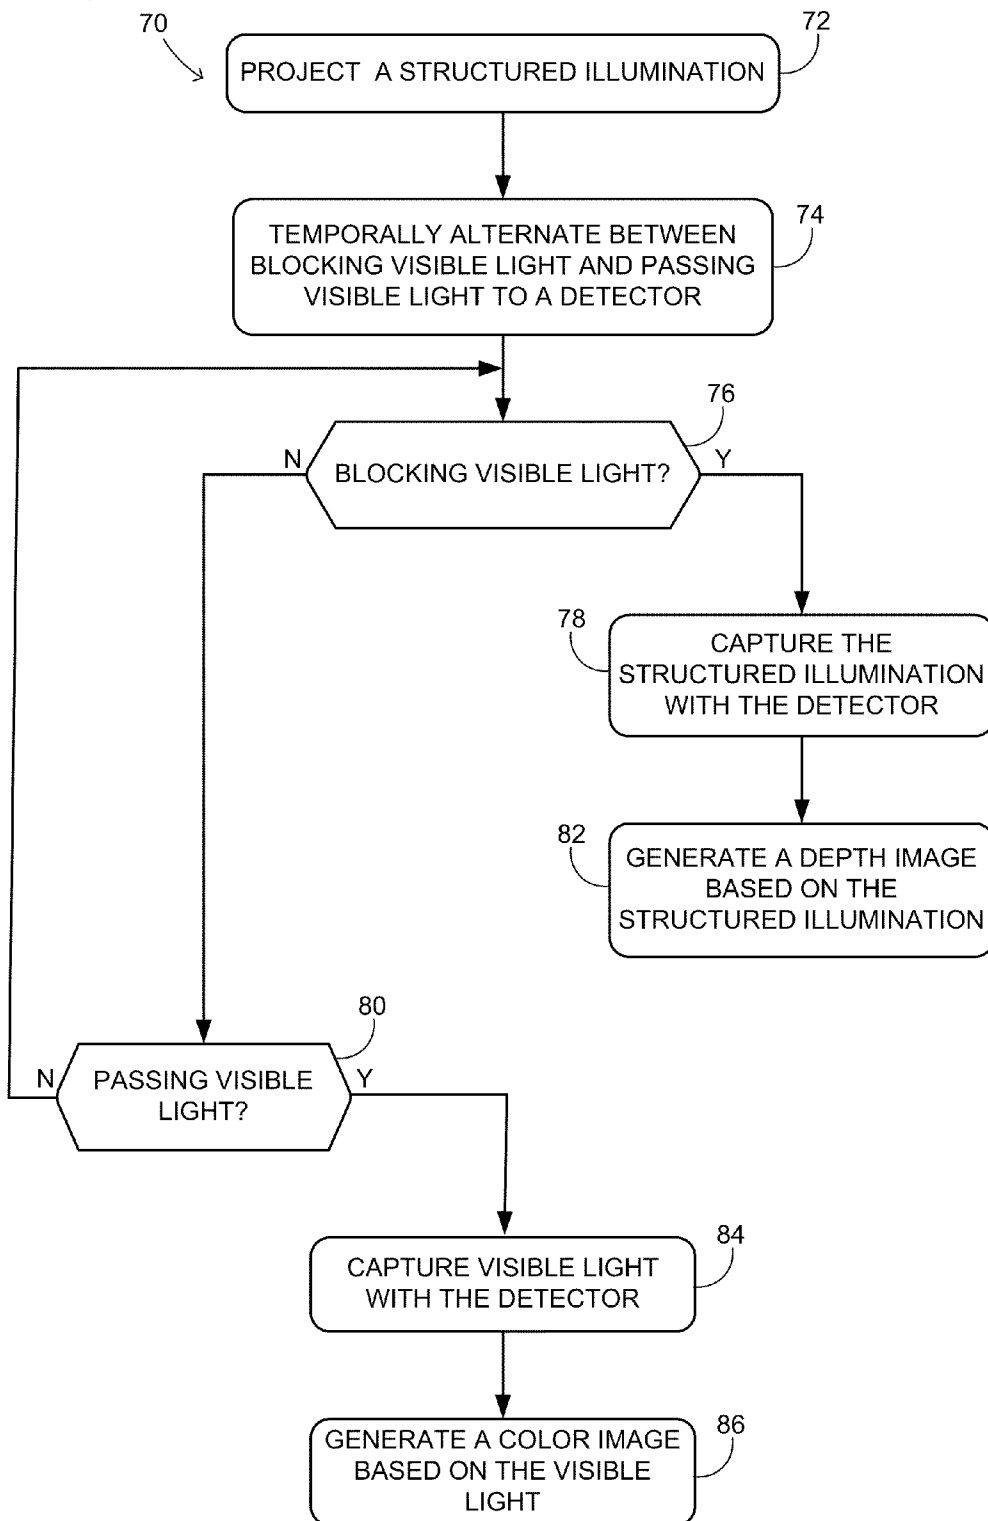 70
72
PROJECT A STRUCTURED ILLUMINATION
74
TEMPORALLY ALTERNATE BETWEEN
BLOCKING VISIBLE LIGHT AND PASSING
VISIBLE LIGHT TO A DETECTOR
76
N
BLOCKING VISIBLE LIGHT?
Y
78
CAPTURE THE
STRUCTURED ILLUMINATION
WITH THE DETECTOR
82
GENERATE A DEPTH IMAGE
BASED ON THE
STRUCTURED ILLUMINATION
80
N
PASSING VISIBLE
LIGHT?
Y
84
CAPTURE VISIBLE LIGHT
WITH THE DETECTOR
86
GENERATE A COLOR IMAGE
BASED ON THE VISIBLE
LIGHT